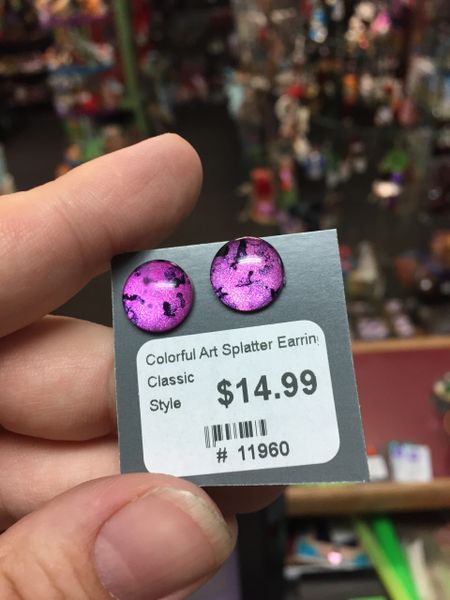 Colorful Art Splatter Earrin
Classic
Style
$14.99
# 11960